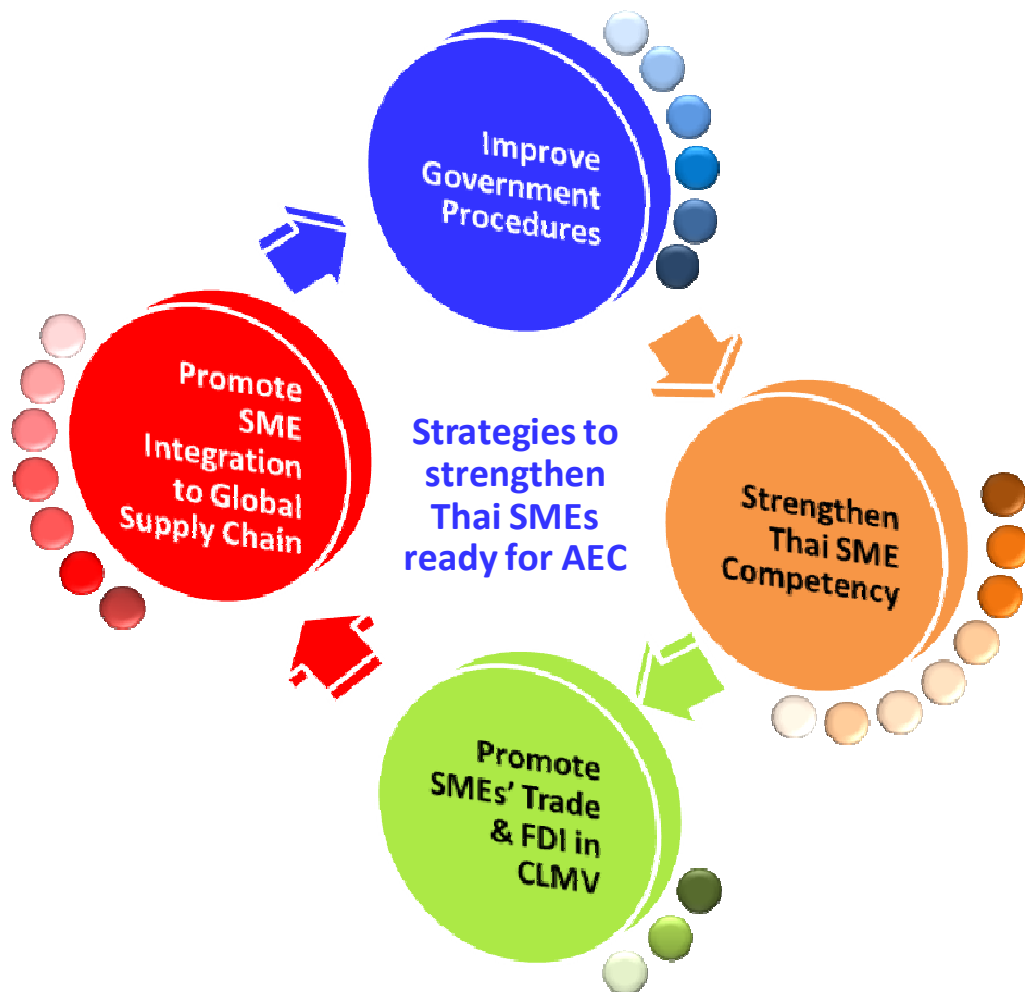 Improve
Government
Procedures
Promote
SME
Integration
to Global
Supply Chain
Strategies to
strengthen
Thai SMEs
ready for AEC
Strengthen
Thai SME
Competency
Promote
SMEs' Trade
& FDI in
CLMV